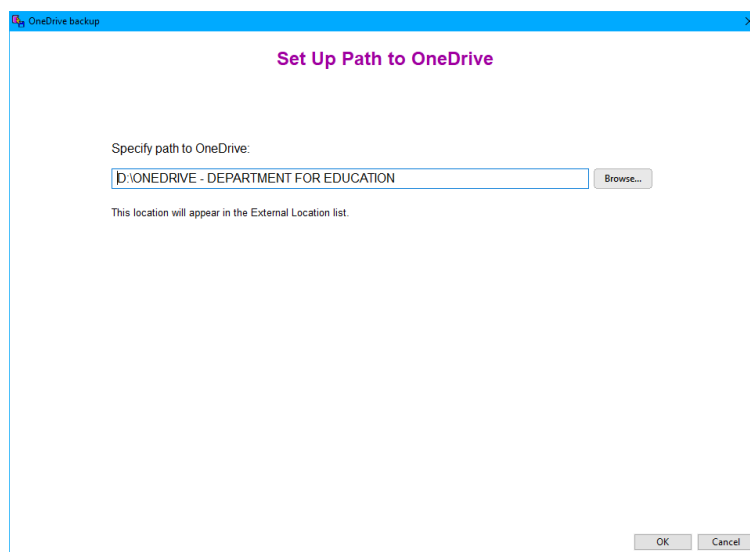 OneDrive backup
Set Up Path to OneDrive
Specify path to OneDrive:
D:\ONEDRIVE - DEPARTMENT FOR EDUCATION
Browse...
This location will appear in the External Location list.
OK
Cancel